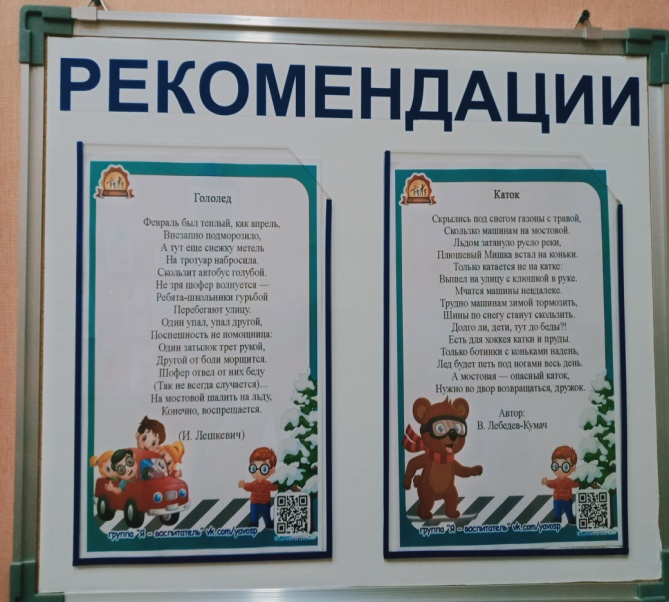 РЕКОМЕНДАЦИИ
Гололед
Февраль был теплый, как апрель,
Внезапно подморозило,
А тут еще снежку метель
На тротуар набросила.
Скользит автобус голубой.
Не зря шофер волнуется —
Ребята-школьники гурьбой
Перебегают улицу.
Один упал, упал другой,
Поспешность не помощница:
Один затылок трет рукой,
Другой от боли морщится.
Шофер отвел от них беду
(Так не всегда случается)...
На мостовой шалить на льду,
Конечно, воспрещается.
(И. Лешкевич)
группа "Я - воспитатель" vk.com/yavosp
Каток
Скрылись под снегом газоны с травой,
Скользко машинам на мостовой.
Льдом затянуло русло реки,
Плюшевый Мишка встал на коньки.
Только катается не на катке:
Вышел на улицу с клюшкой в руке.
Мчатся машины невдалеке.
Трудно машинам зимой тормозить,
Шины по снегу станут скользить.
Долго ли, дети, тут до беды?!
Есть для хоккея катки и пруды.
Только ботинки с коньками надень,
Лед будет петь под ногами весь день.
А мостовая — опасный каток,
Нужно во двор возвращаться, дружок.
Автор:
В. Лебедев-Кумач
группа "Я - воспитатель" vk.com/yavosp